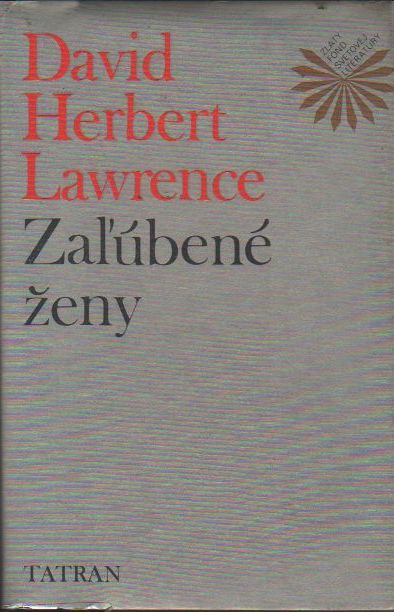 David
Herbert
Lawrence
Zaľúbené
ženy
ZLATÝ
FOND
SVETOVEJ
LITERATÚRY
TATRAN